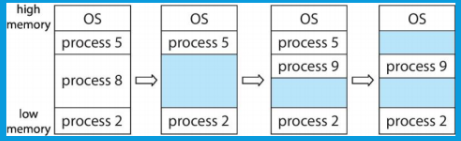 high
memory
low
memory
OS
process 5
process 8
process 2
OS
process 5
process 2
OS
process 5
process 9
process 2
OS
process 9
process 2